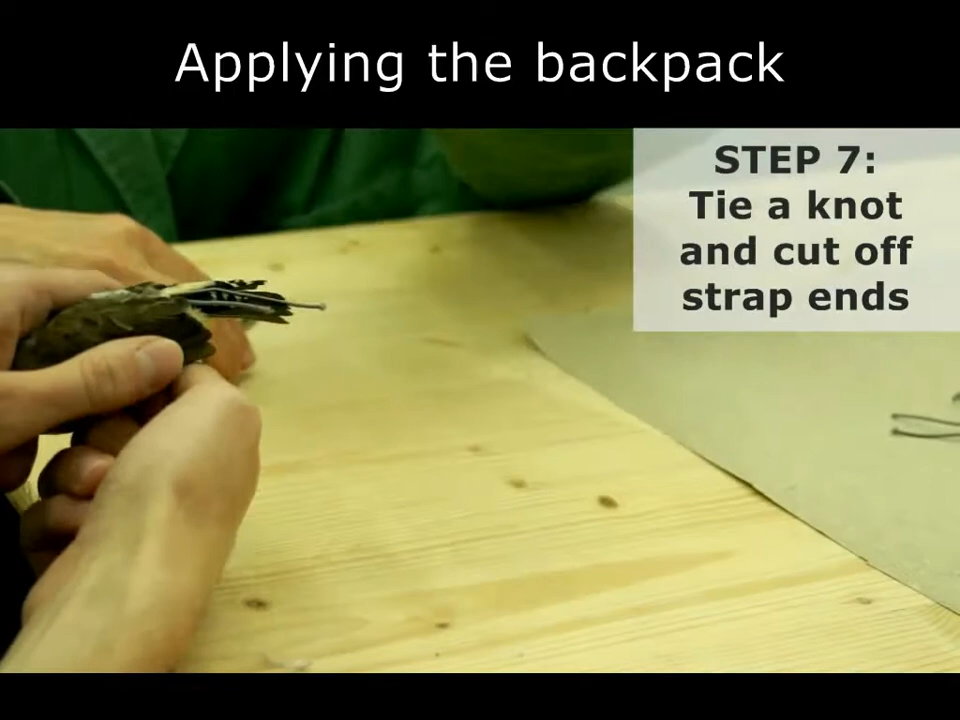 Applying the backpack
STEP 7:
Tie a knot
and cut off
strap ends